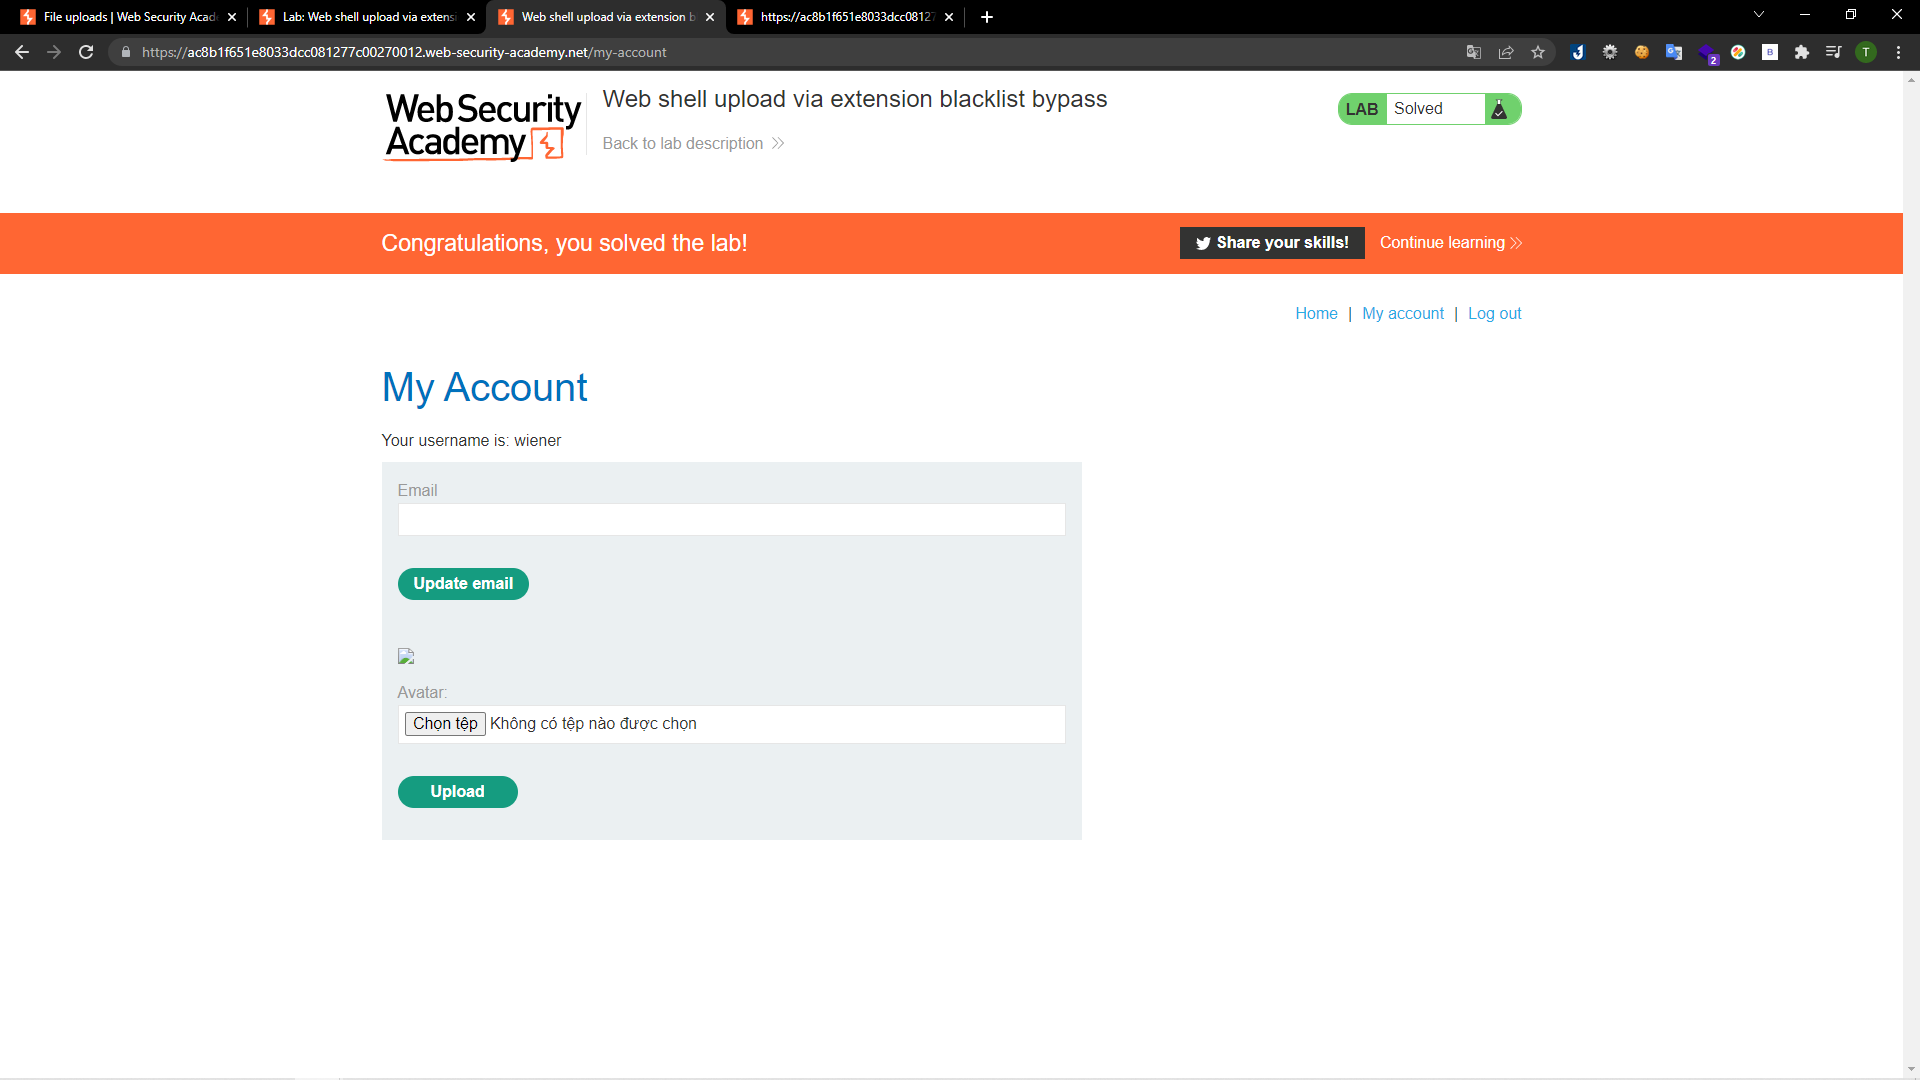 File uploads | Web Security Acad
Lab: Web shell upload via extensi
Web shell upload via extension b
https://ac8b1f651e8033dcc08127
https://ac8b1f651e8033dcc081277c00270012.web-security-academy.net/my-account
2
B
T
Web Security
Academy
Web shell upload via extension blacklist bypass
Back to lab description
LAB Solved
Congratulations, you solved the lab!
Share your skills!
Continue learning
Home | My account | Log out
My Account
Your username is: wiener
Email
Update email
Avatar:
Chọn tệp Không có tệp nào được chọn
Upload